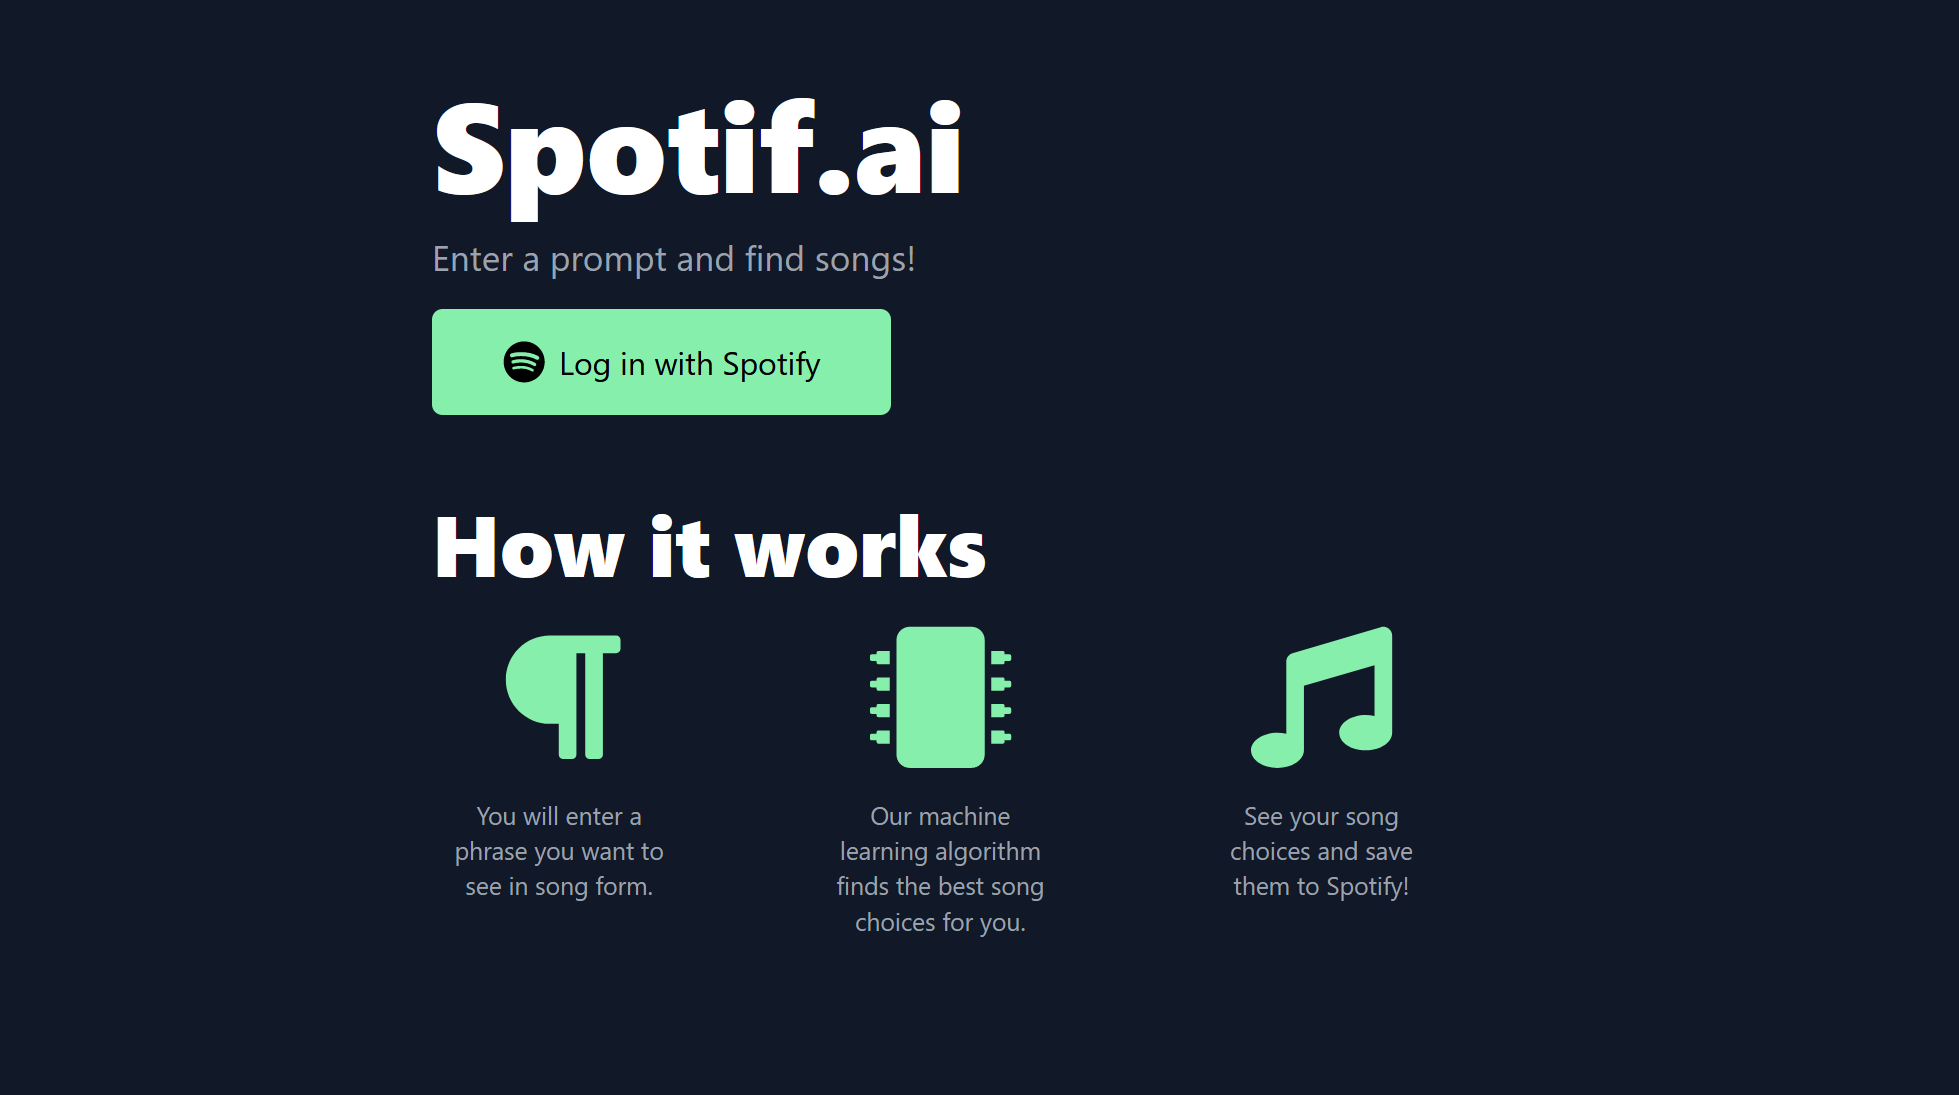 Spotif.ai
Enter a prompt and find songs!
Log in with Spotify
How it works
You will enter a
phrase you want to
see in song form.
Our machine
learning algorithm
finds the best song
choices for you.
See your song
choices and save
them to Spotify!